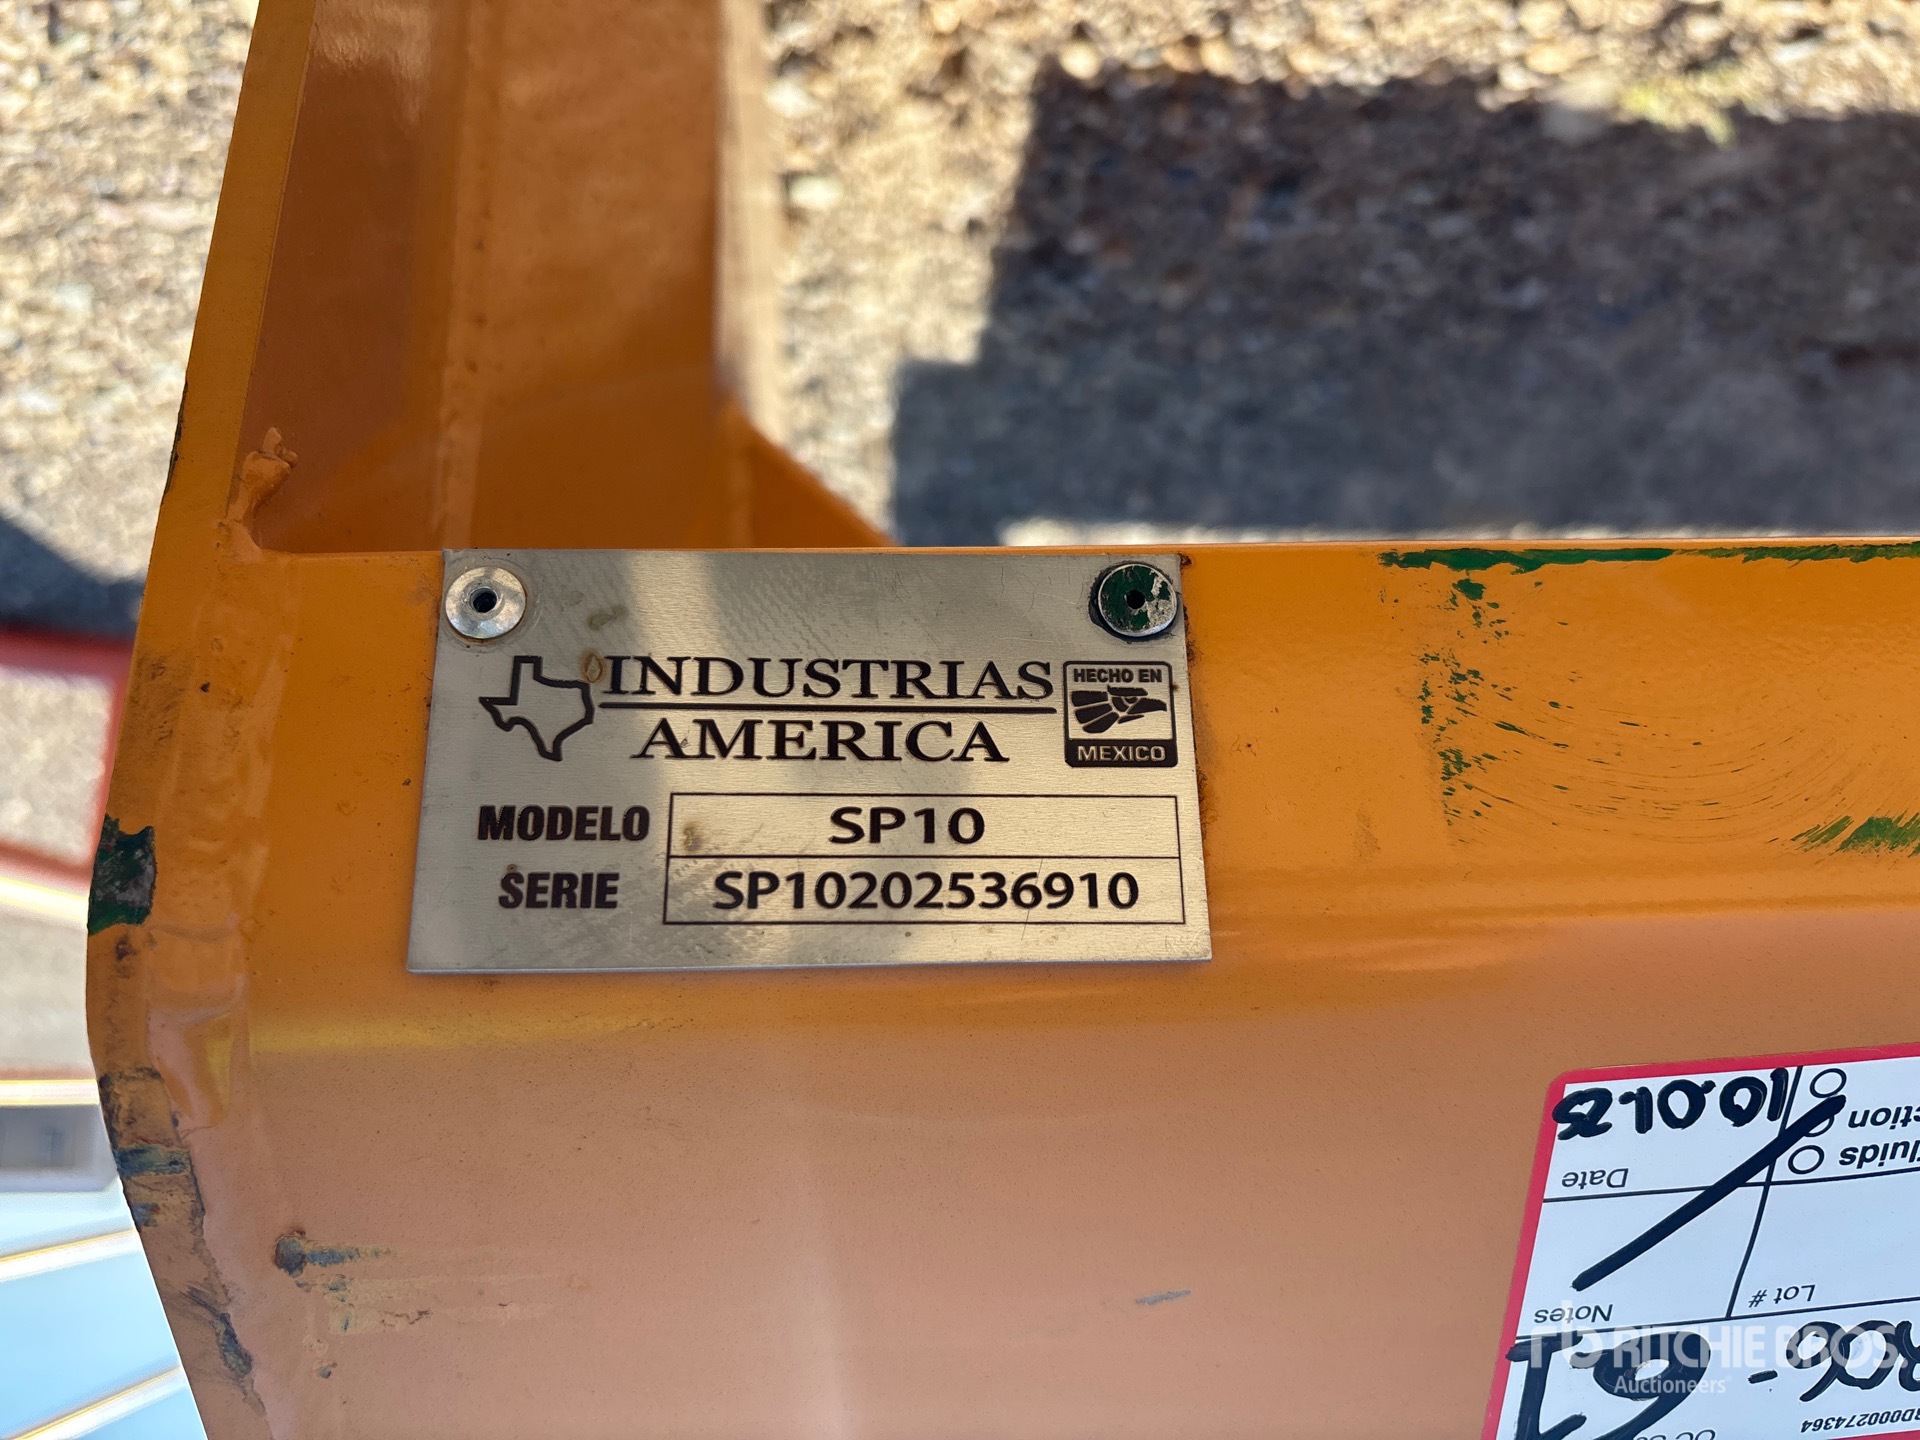 INDUSTRIAS
AMERICA
HECHO EN
MEXICO
MODELO SP10
SERIE SP10202536910
Date
Notes
Lot #
RITCHIE BROS
Auctioneers